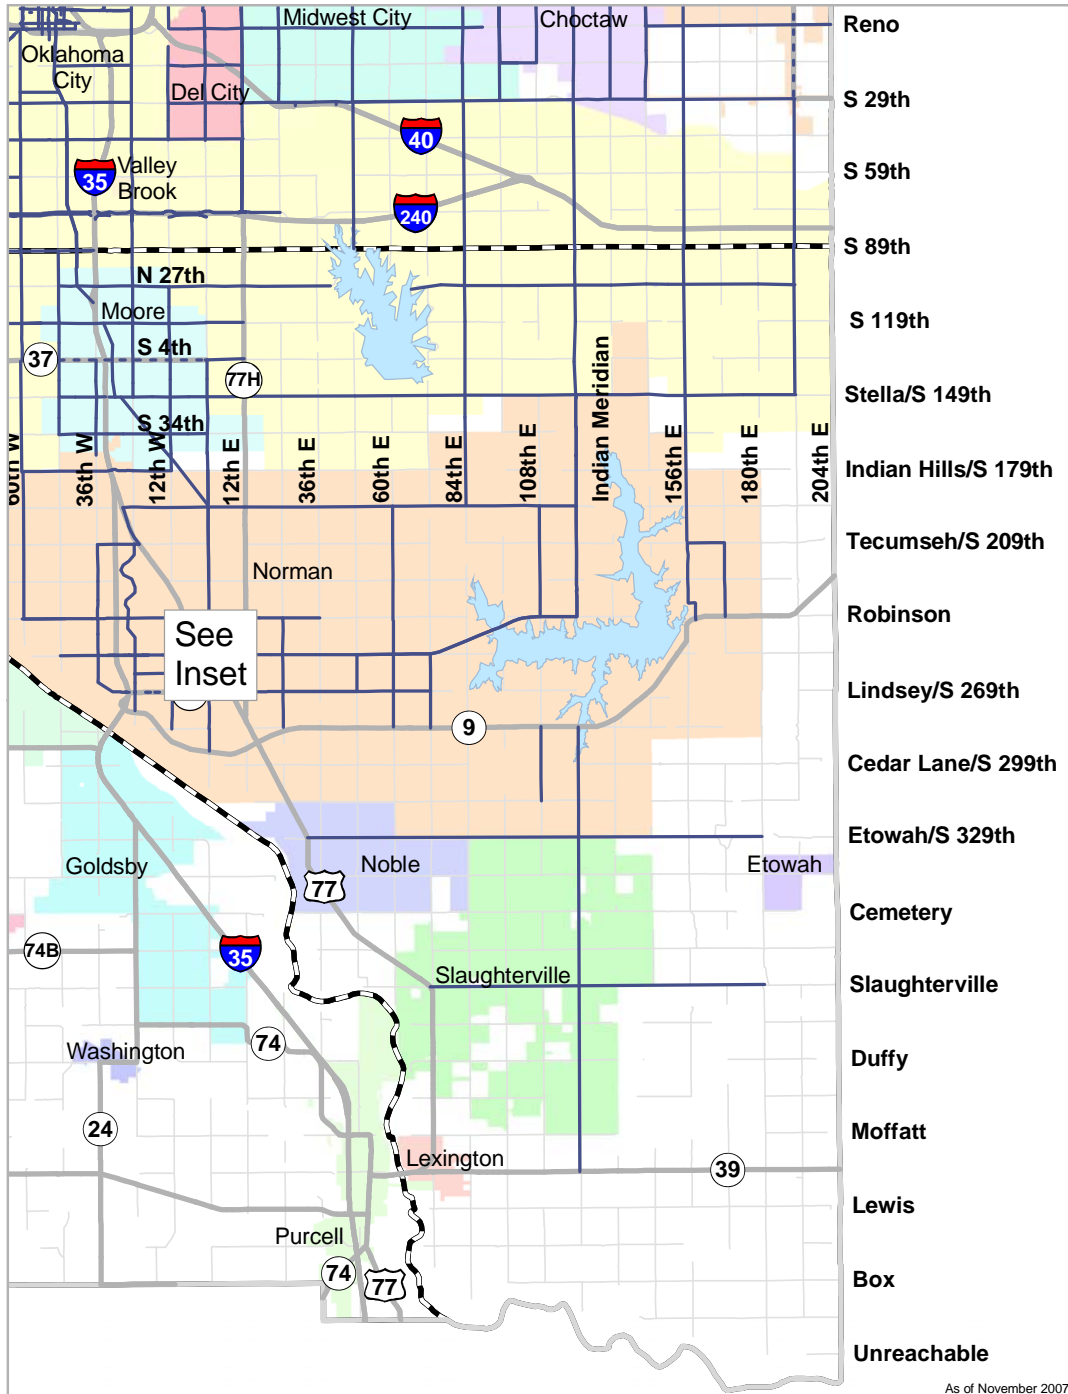 Midwest City
Choctaw
Reno
Oklahoma
City
Del City
S 29th
40
Valley
Brook
35
S 59th
240
S 89th
N 27th
Moore
S 119th
S 4th
37
77H
Indian Meridian
Stella/S 149th
S 34th
60th W
36th W
12th W
12th E
36th E
60th E
84th E
108th E
156th E
180th E
204th E
Indian Hills/S 179th
Tecumseh/S 209th
Norman
Robinson
See
Inset
Lindsey/S 269th
9
Cedar Lane/S 299th
Etowah/S 329th
Goldsby
Noble
Etowah
77
Cemetery
74B
35
Slaughterville
Slaughterville
Washington
74
Duffy
24
Moffatt
Lexington
39
Lewis
Purcell
74
77
Box
Unreachable
As of November 2007